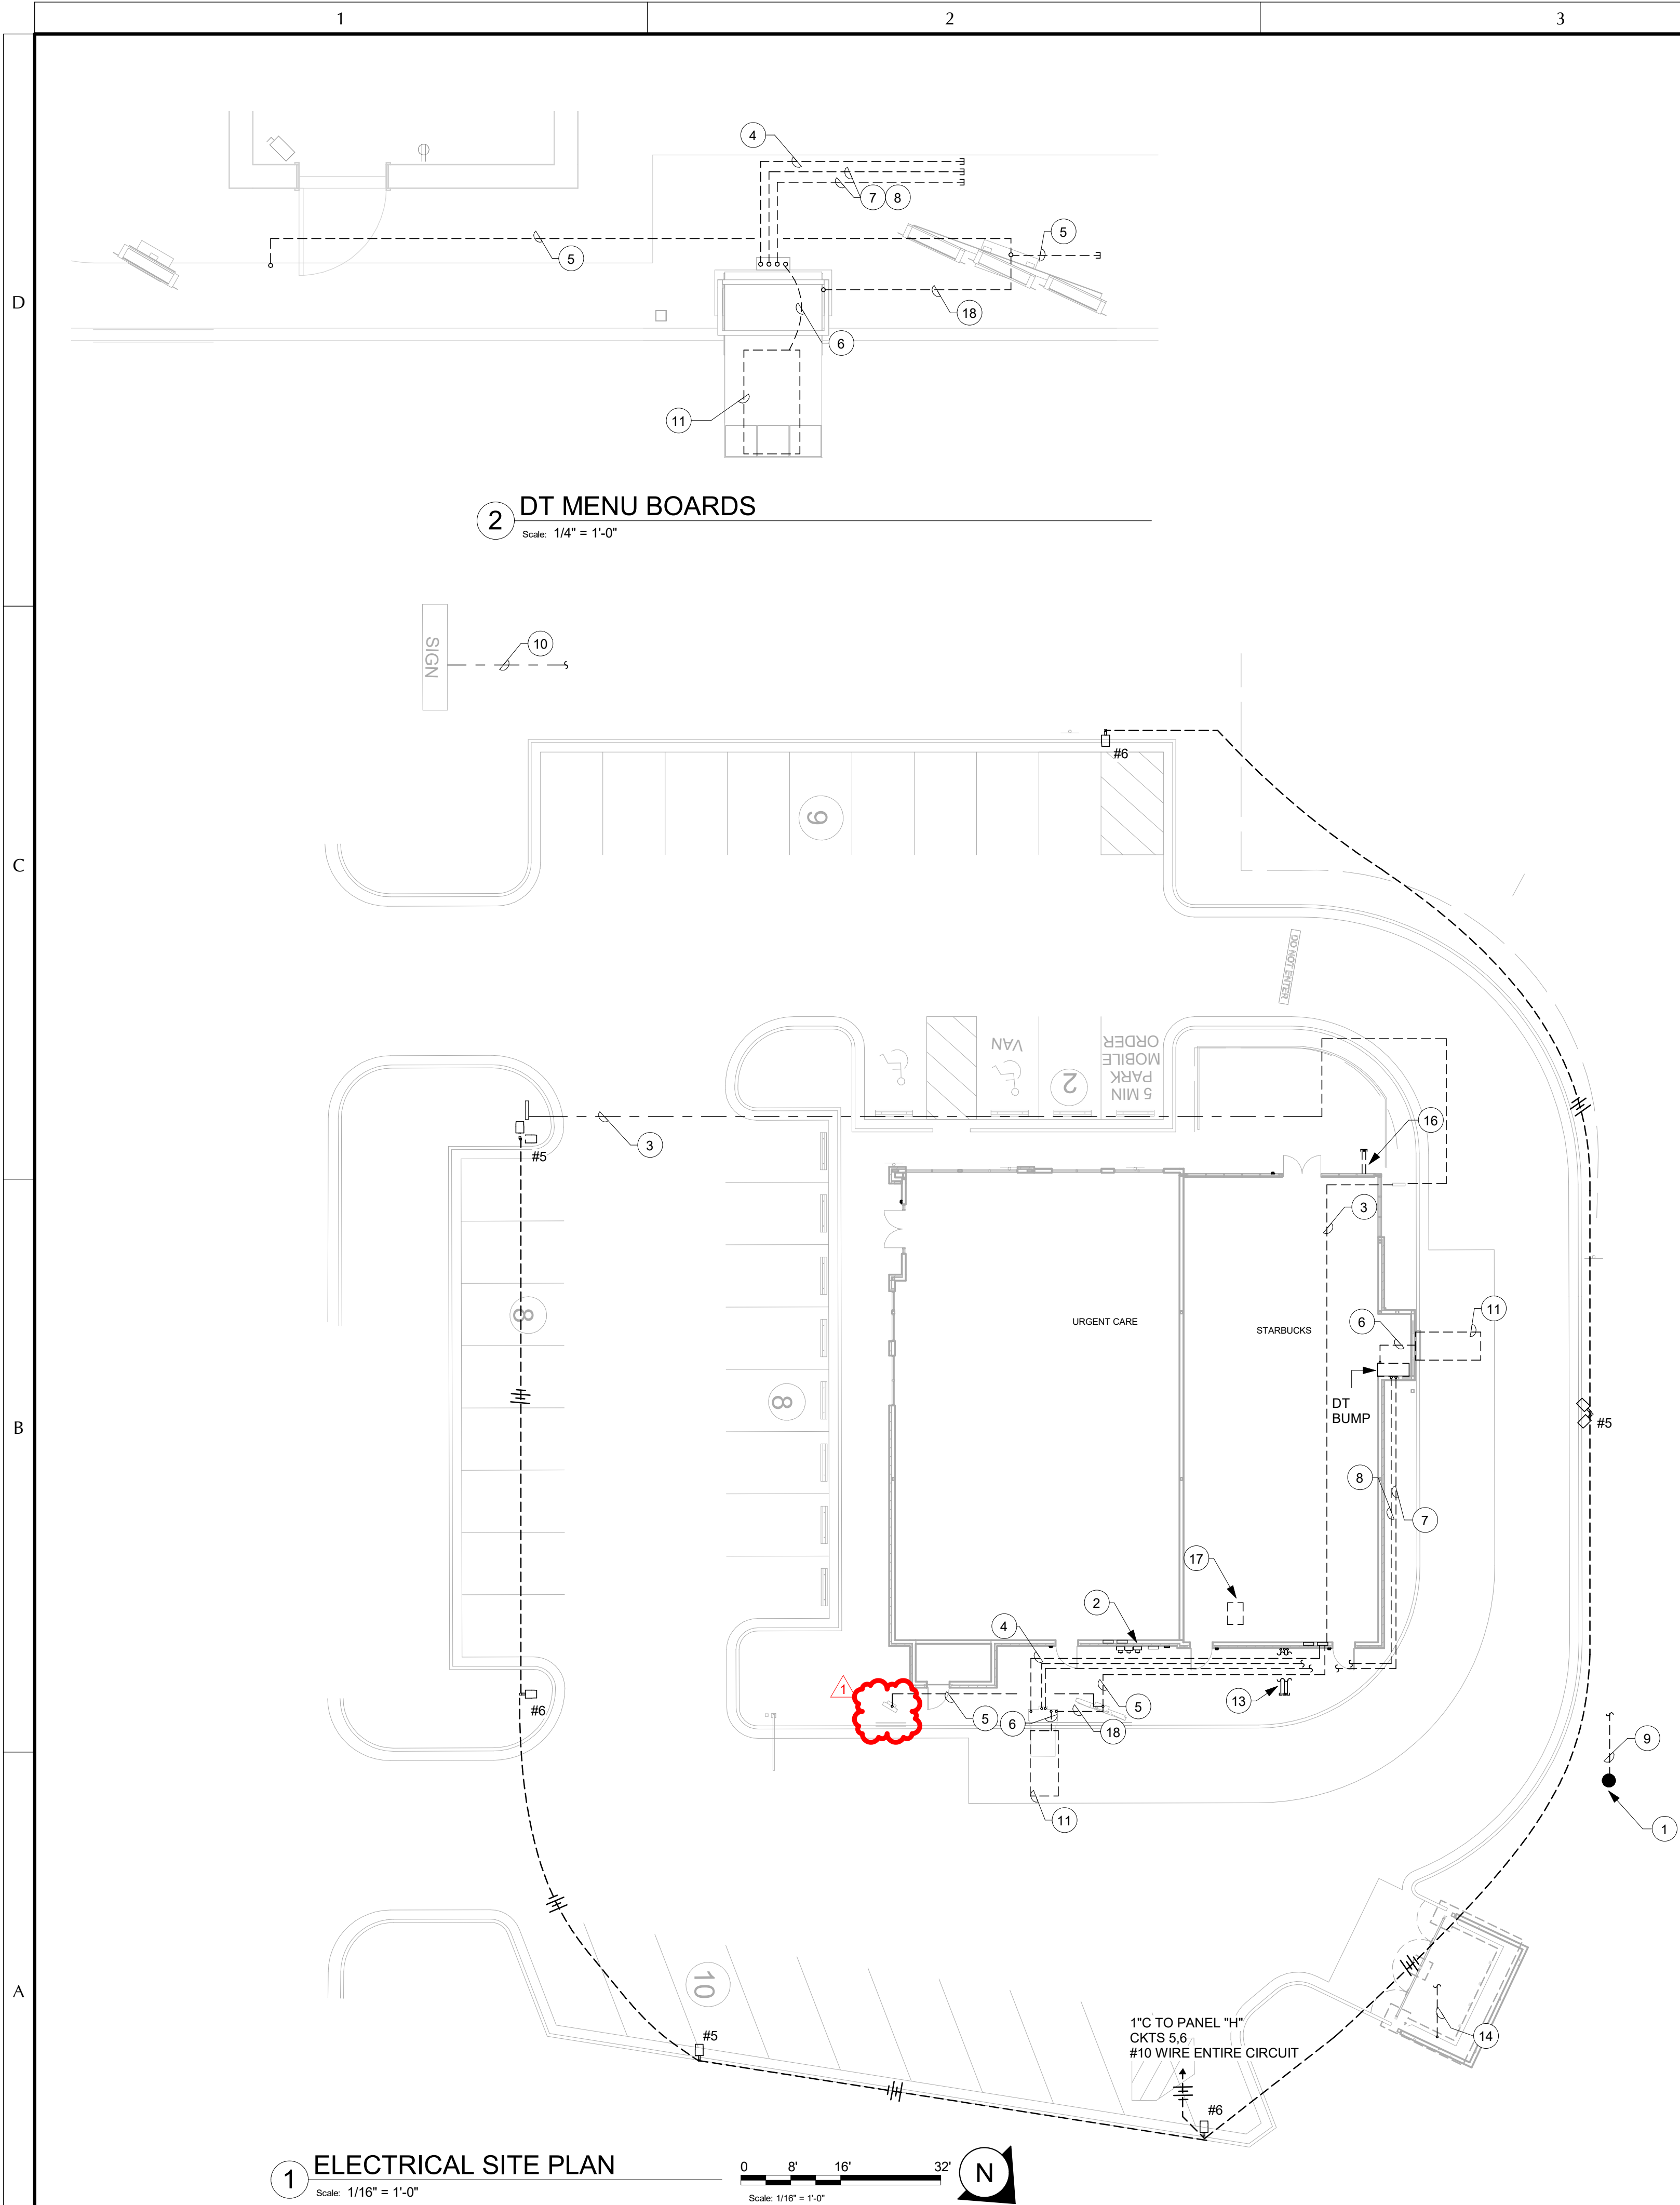 1
2
3
D
C
B
A
4
7
8
5
5
18
6
11
2
DT MENU BOARDS
Scale: 1/4" = 1'-0"
SIGN
10
#6
9
DO NOT ENTER
VAN
2
5 MIN
PARK
MOBILE
ORDER
3
#5
16
3
8
8
URGENT CARE
STARBUCKS
6
11
DT
BUMP
#5
8
7
17
2
4
1
#6
5
6
18
5
13
11
9
1
10
#5
1"C TO PANEL "H"
CKTS 5,6
#10 WIRE ENTIRE CIRCUIT
#6
14
1
ELECTRICAL SITE PLAN
Scale: 1/16" = 1'-0"
0 8' 16' 32'
Scale: 1/16" = 1'-0"
N